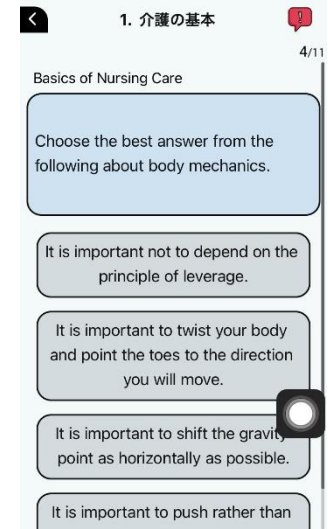 1. 介護の基本
4/11
Basics of Nursing Care
Choose the best answer from the
following about body mechanics.
It is important not to depend on the
principle of leverage.
It is important to twist your body
and point the toes to the direction
you will move.
It is important to shift the gravity
point as horizontally as possible.
It is important to push rather than